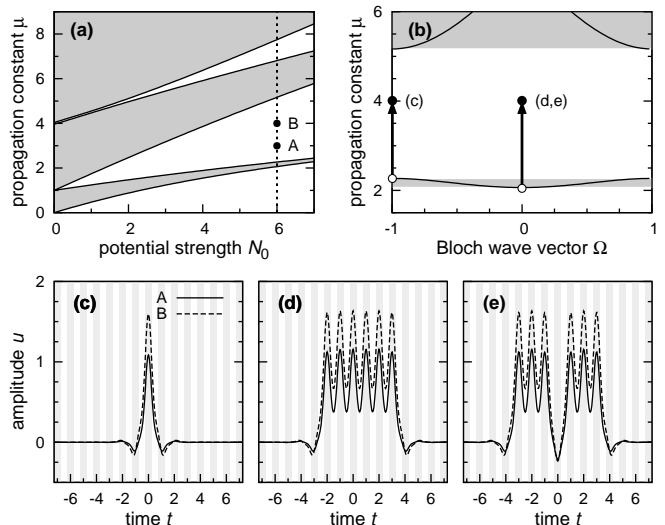 (a)
propagation constant μ
8
6
4
2
0
0 2 4 6
B
A
potential strength N0
(b)
propagation constant μ
6
4
2
(c)
(d,e)
-1 0 1
Bloch wave vector Ω
(c)
A
B
amplitude u
2
1
0
-6 -4 -2 0 2 4 6
time t
(d)
-6 -4 -2 0 2 4 6
time t
(e)
-6 -4 -2 0 2 4 6
time t